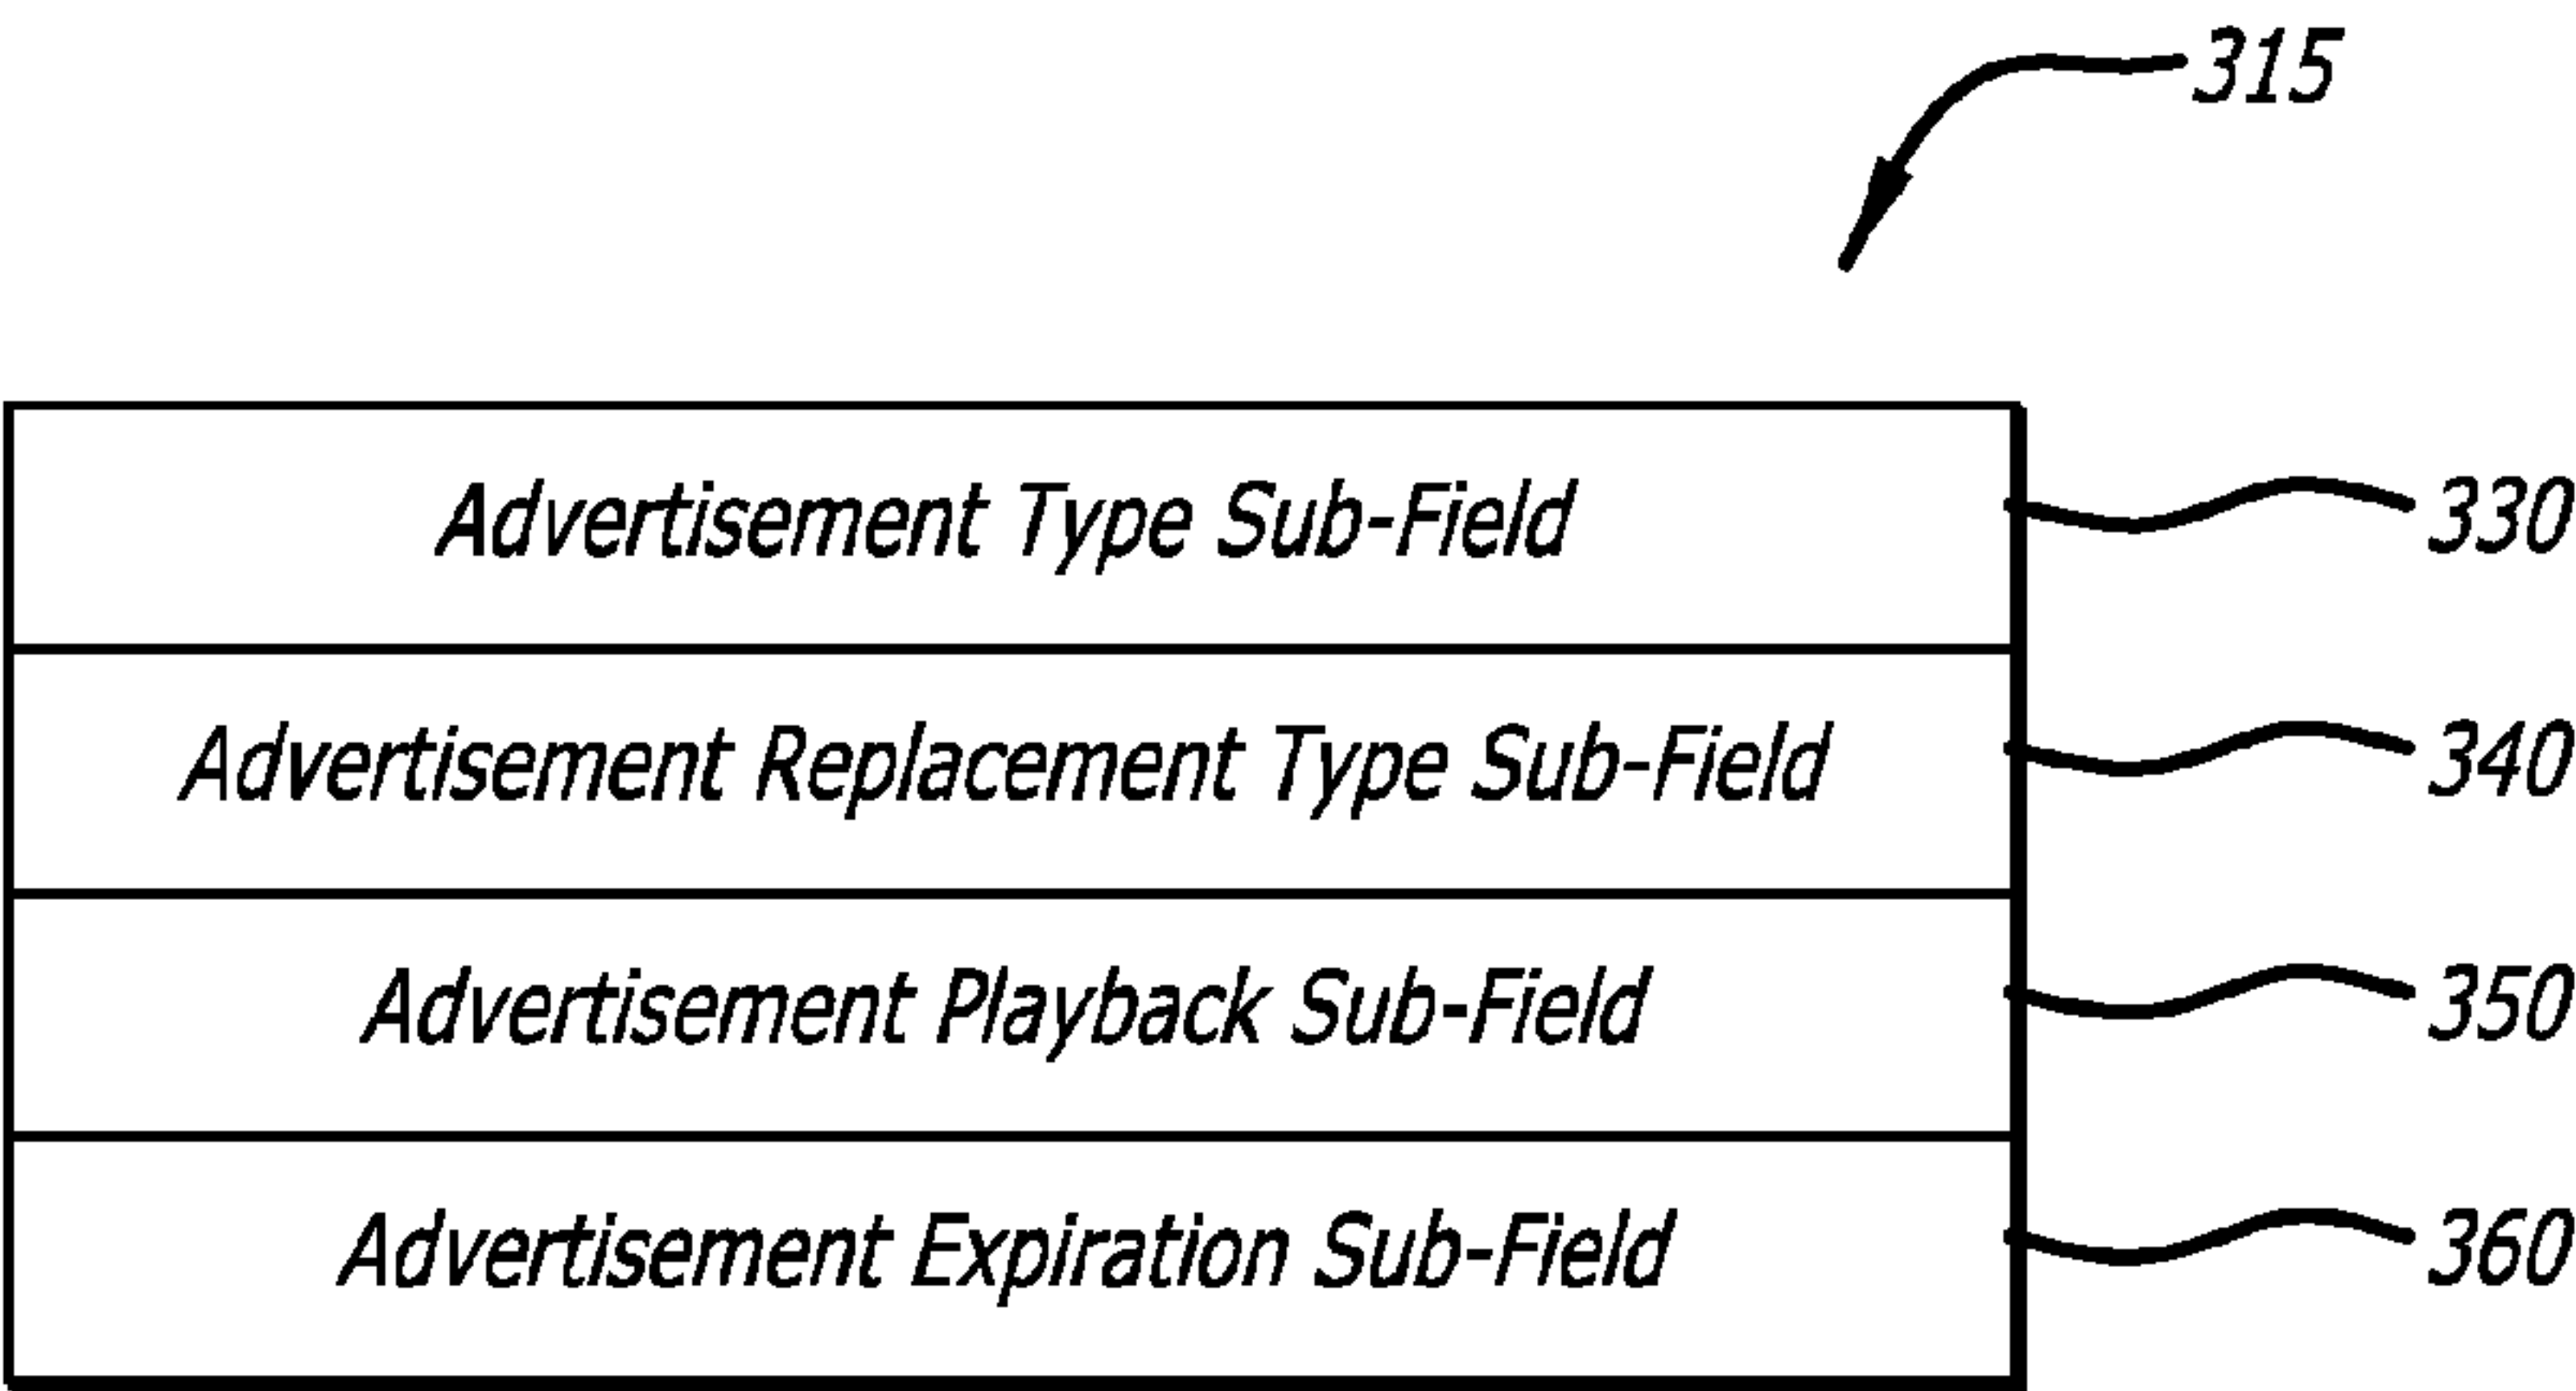 315
Advertisement Type Sub-Field 330
Advertisement Replacement Type Sub-Field 340
Advertisement Playback Sub-Field 350
Advertisement Expiration Sub-Field 360